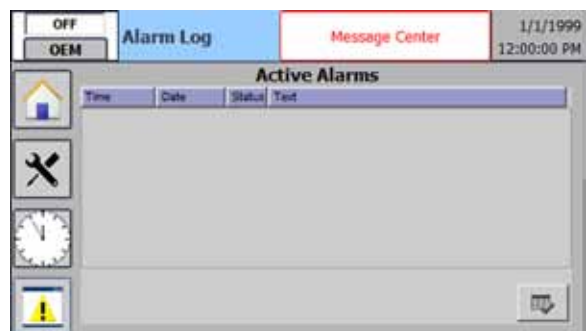 OFF
OEM
Alarm Log
Message Center
1/1/1999
12:00:00 PM
Active Alarms
Time Date Status Text